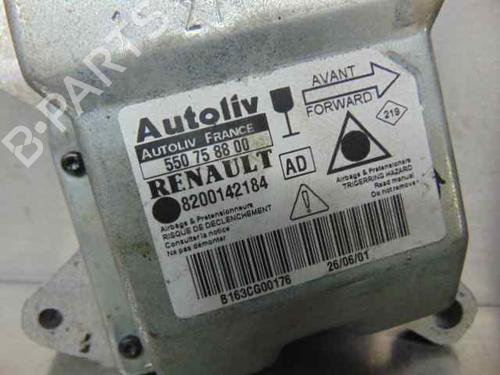 B-PARTS
Autoliv
AUTOLIV FRANCE
550 75 88 00
RENAULT
8200142184
AD
AVANT
FORWARD
219
Airbags & Pretensionneurs
RISQUE DE DECLENCHEMENT
Consulter la notice
Ne pas démonter
Airbags & Pretensioners
TRIGERRING HAZARD
Read manual
Do not remove
B163CG00176
26/06/01